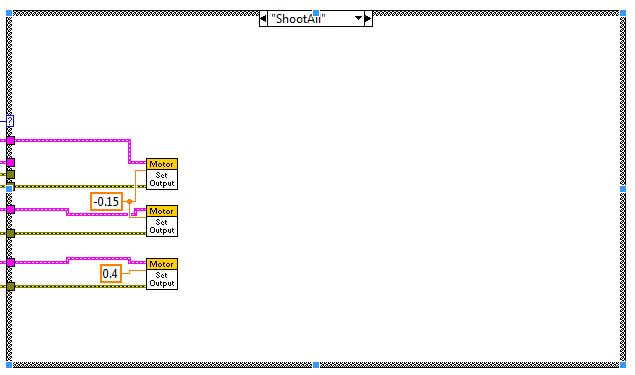 "ShootAll"
?
Motor
Set
Output
-0.15
Motor
Set
Output
Motor
0.4
Set
Output